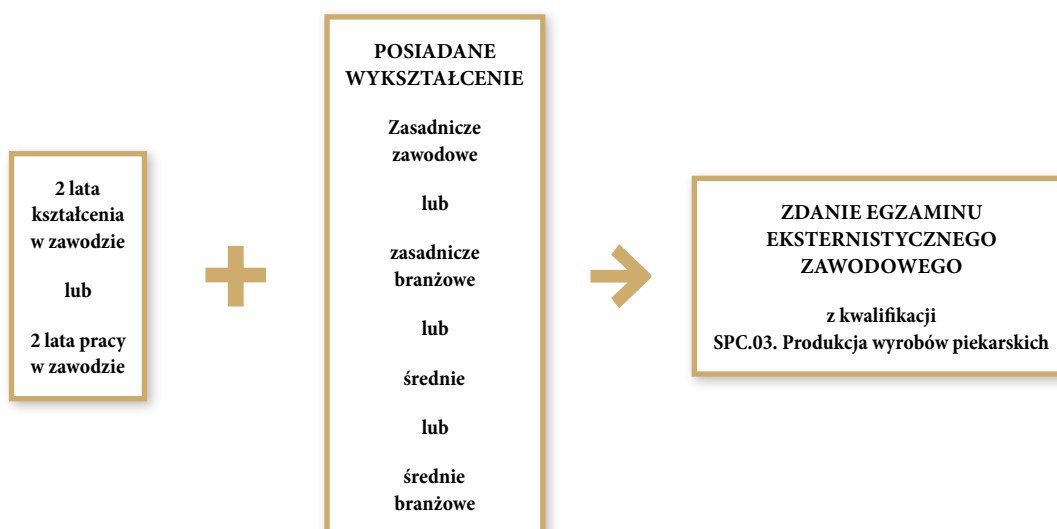 2 lata
kształcenia
w zawodzie
lub
2 lata pracy
w zawodzie
POSIADANE
WYKSZTAŁCENIE
Zasadnicze
zawodowe
lub
zasadnicze
branżowe
lub
średnie
lub
średnie
branżowe
ZDANIE EGZAMINU
EKSTERNISTYCZNEGO
ZAWODOWEGO
z kwalifikacji
SPC.03. Produkcja wyrobów piekarskich